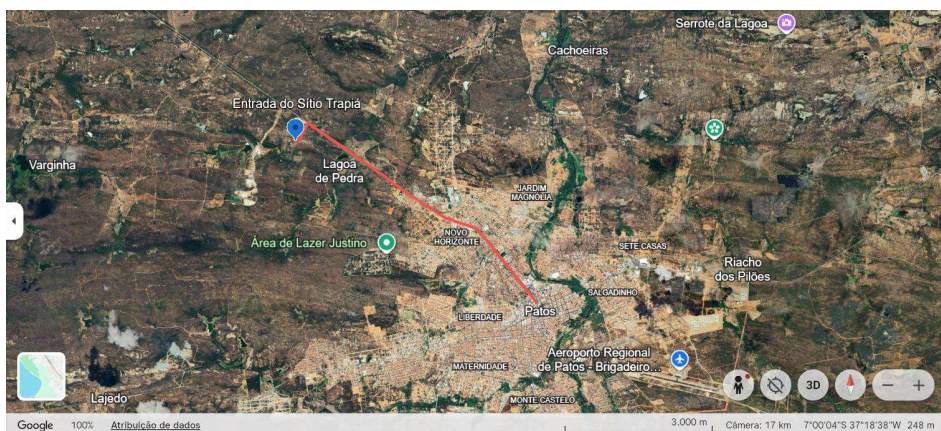 Serrote da Lagoa
Cachoeiras
Entrada do Sítio Trapiá
Varginha
Lagoa
de Pedra
JARDIM
MAGNÓLIA
NOVO
HORIZONTE
Área de Lazer Justino
SETE CASAS
Riacho
dos Pilões
SALGADINHO
Patos
LIBERDADE
Aeroporto Regional
de Patos - Brigadeiro...
MATERNIDADE
3D
Lajedo
MONTE CASTELO
Google 100% Atribuição de dados 3.000 m Câmera: 17 km 7°00'04"S 37°18'38"W 248 m